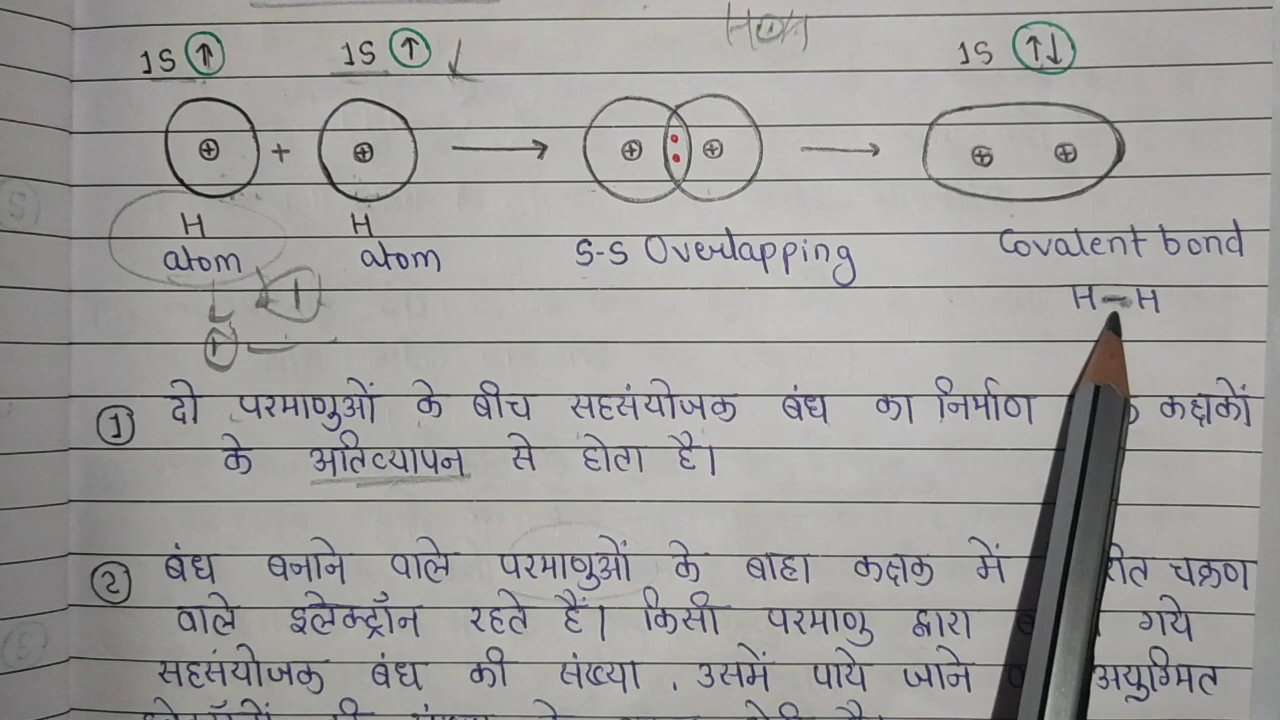 1S ↑ 1S ↑ 1S ↑↓
+ →  →
H H
atom atom S-S Overlapping Covalent bond
H-H
① दो परमाणुओं के बीच सहसंयोजक बंध का निर्माण कक्षकों
के अतिव्यापन से होता है।
② बंध बनाने वाले परमाणुओं के बाह्य कक्षक में चक्रण
वाले इलेक्ट्रॉन रहते हैं। किसी परमाणु द्वारा गये
सहसंयोजक बंध की संख्या, उसमें पाये जाने अयुग्मित